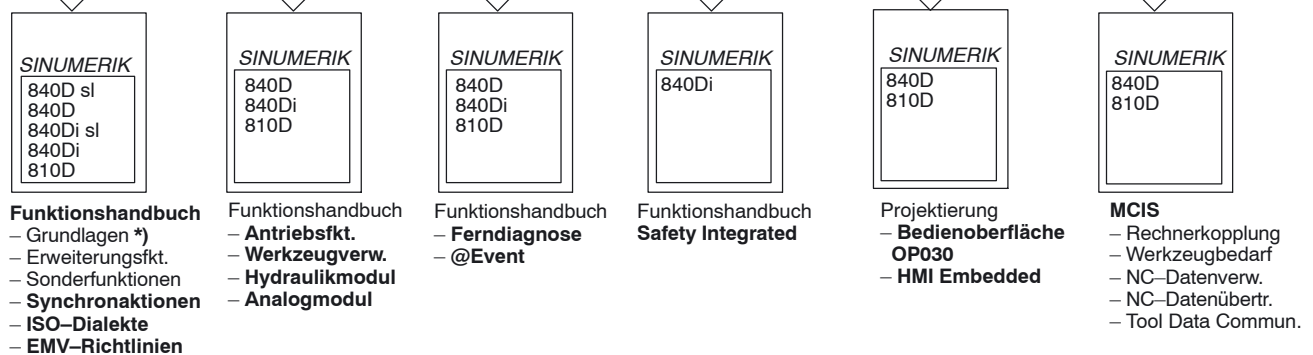 SINUMERIK
840D sl
840D
840Di sl
840Di
810D
Funktionshandbuch
– Grundlagen *)
– Erweiterungsfkt.
– Sonderfunktionen
– Synchronaktionen
– ISO–Dialekte
– EMV–Richtlinien
SINUMERIK
840D
840Di
810D
Funktionshandbuch
– Antriebsfkt.
– Werkzeugverw.
– Hydraulikmodul
– Analogmodul
SINUMERIK
840D
840Di
810D
Funktionshandbuch
– Ferndiagnose
– @Event
SINUMERIK
840Di
Funktionshandbuch
Safety Integrated
SINUMERIK
840D
810D
Projektierung
– Bedienoberfläche
OP030
– HMI Embedded
SINUMERIK
840D
810D
MCIS
– Rechnerkopplung
– Werkzeugbedarf
– NC–Datenverw.
– NC–Datenübertr.
– Tool Data Commun.